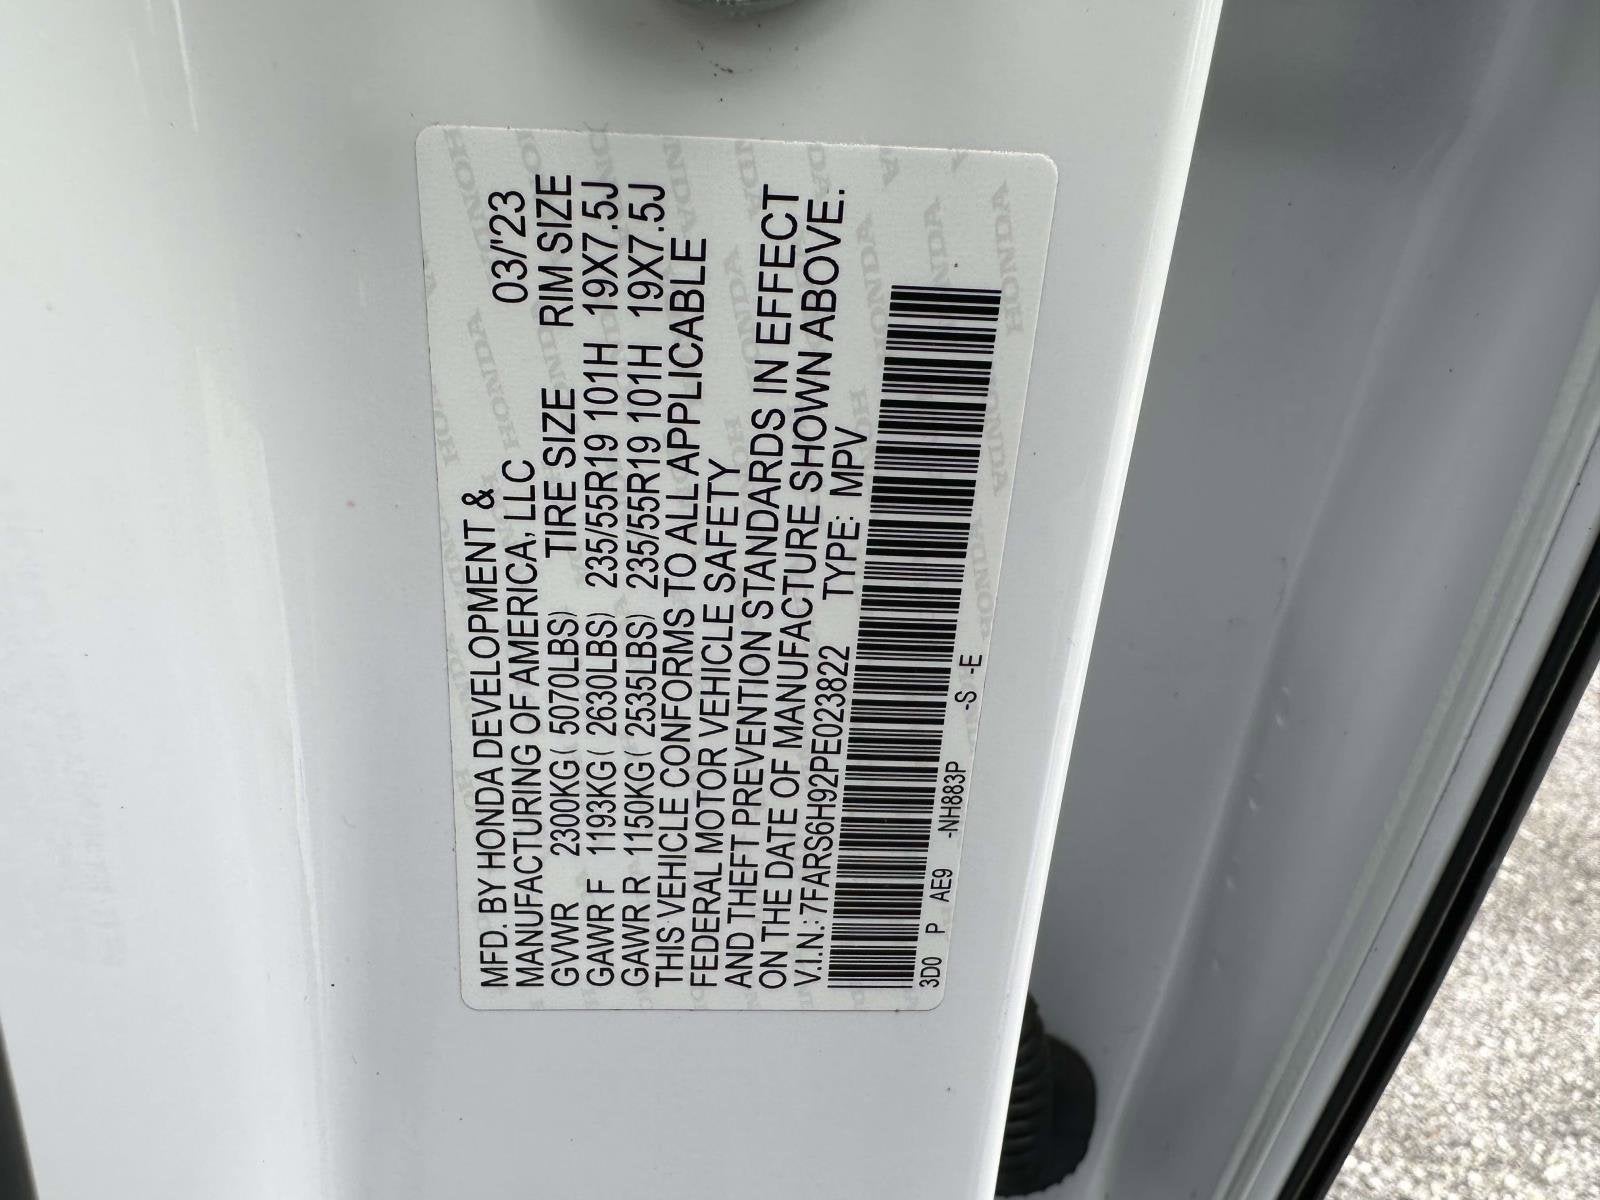 MFD. BY HONDA DEVELOPMENT &
MANUFACTURING OF AMERICA, LLC 03/'23
GVWR 2300KG( 5070LBS) TIRE SIZE RIM SIZE
GAWR F 1193KG( 2630LBS) 235/55R19 101H 19X7.5J
GAWR R 1150KG( 2535LBS) 235/55R19 101H 19X7.5J
THIS VEHICLE CONFORMS TO ALL APPLICABLE
FEDERAL MOTOR VEHICLE SAFETY
AND THEFT PREVENTION STANDARDS IN EFFECT
ON THE DATE OF MANUFACTURE SHOWN ABOVE.
V.I.N.: 7FARS6H92PE023822 TYPE: MPV
3D0 P AE9 -NH883P -S -E